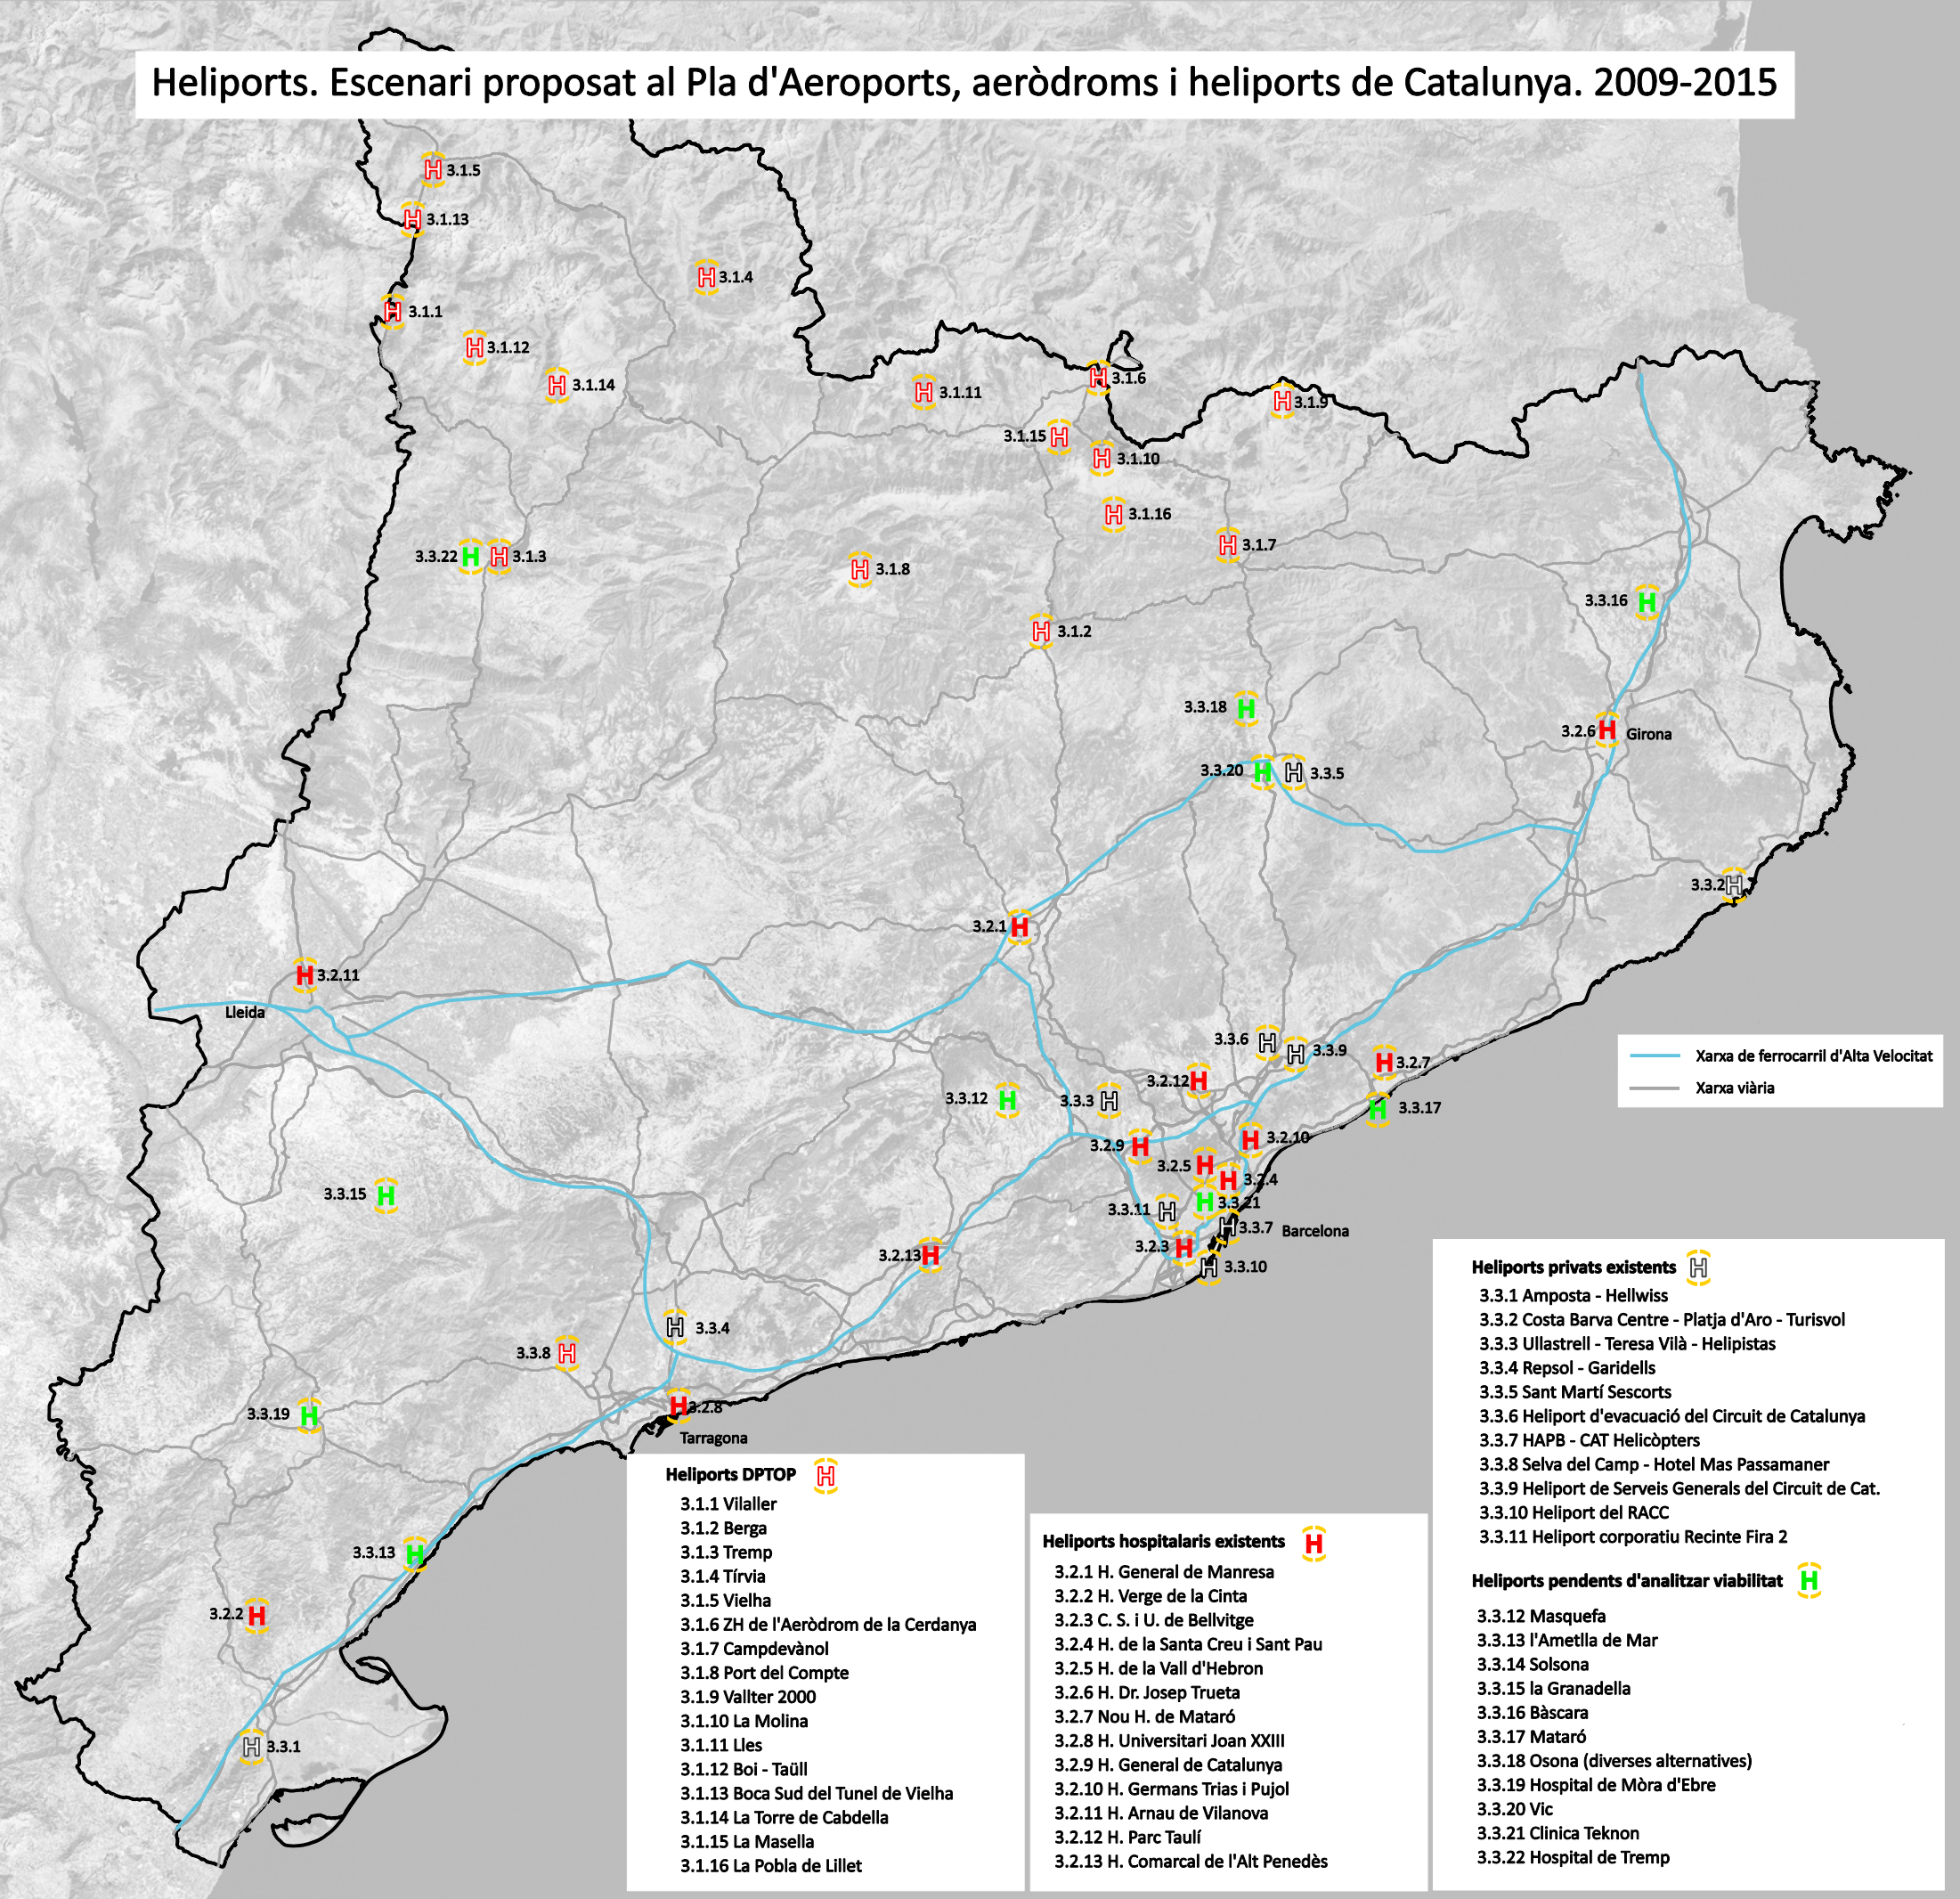 Heliports. Escenari proposat al Pla d'Aeroports, aeròdroms i heliports de Catalunya. 2009-2015
3.1.5
3.1.13
3.1.4
3.1.1
3.1.12
3.1.14
3.1.11
3.1.6
3.1.9
3.1.15
3.1.10
3.1.16
3.1.7
3.3.22
3.1.3
3.1.8
3.3.16
3.1.2
3.3.18
3.2.6
Girona
3.3.20
3.3.5
3.3.2
3.2.1
3.2.11
Lleida
3.3.6
3.3.9
3.2.7
3.2.12
3.3.12
3.3.3
3.3.17
3.2.9
3.2.10
3.2.5
3.2.4
3.3.15
3.3.21
3.3.11
3.3.7
Barcelona
3.2.3
3.2.13
3.3.10
3.3.4
3.3.8
3.2.8
3.3.19
Tarragona
3.3.13
3.2.2
3.3.1
Xarxa de ferrocarril d'Alta Velocitat
Xarxa viària
Heliports DPTOP H
3.1.1 Vilaller
3.1.2 Berga
3.1.3 Tremp
3.1.4 Tírvia
3.1.5 Vielha
3.1.6 ZH de l'Aeròdrom de la Cerdanya
3.1.7 Campdevànol
3.1.8 Port del Compte
3.1.9 Vallter 2000
3.1.10 La Molina
3.1.11 Lles
3.1.12 Boi - Taüll
3.1.13 Boca Sud del Tunel de Vielha
3.1.14 La Torre de Cabdella
3.1.15 La Masella
3.1.16 La Pobla de Lillet
Heliports hospitalaris existents H
3.2.1 H. General de Manresa
3.2.2 H. Verge de la Cinta
3.2.3 C. S. i U. de Bellvitge
3.2.4 H. de la Santa Creu i Sant Pau
3.2.5 H. de la Vall d'Hebron
3.2.6 H. Dr. Josep Trueta
3.2.7 Nou H. de Mataró
3.2.8 H. Universitari Joan XXIII
3.2.9 H. General de Catalunya
3.2.10 H. Germans Trias i Pujol
3.2.11 H. Arnau de Vilanova
3.2.12 H. Parc Taulí
3.2.13 H. Comarcal de l'Alt Penedès
Heliports privats existents H
3.3.1 Amposta - Hellwiss
3.3.2 Costa Barva Centre - Platja d'Aro - Turisvol
3.3.3 Ullastrell - Teresa Vilà - Helipistas
3.3.4 Repsol - Garidells
3.3.5 Sant Martí Sescorts
3.3.6 Heliport d'evacuació del Circuit de Catalunya
3.3.7 HAPB - CAT Helicòpters
3.3.8 Selva del Camp - Hotel Mas Passamaner
3.3.9 Heliport de Serveis Generals del Circuit de Cat.
3.3.10 Heliport del RACC
3.3.11 Heliport corporatiu Recinte Fira 2
Heliports pendents d'analitzar viabilitat H
3.3.12 Masquefa
3.3.13 l'Ametlla de Mar
3.3.14 Solsona
3.3.15 la Granadella
3.3.16 Bàscara
3.3.17 Mataró
3.3.18 Osona (diverses alternatives)
3.3.19 Hospital de Mòra d'Ebre
3.3.20 Vic
3.3.21 Clinica Teknon
3.3.22 Hospital de Tremp